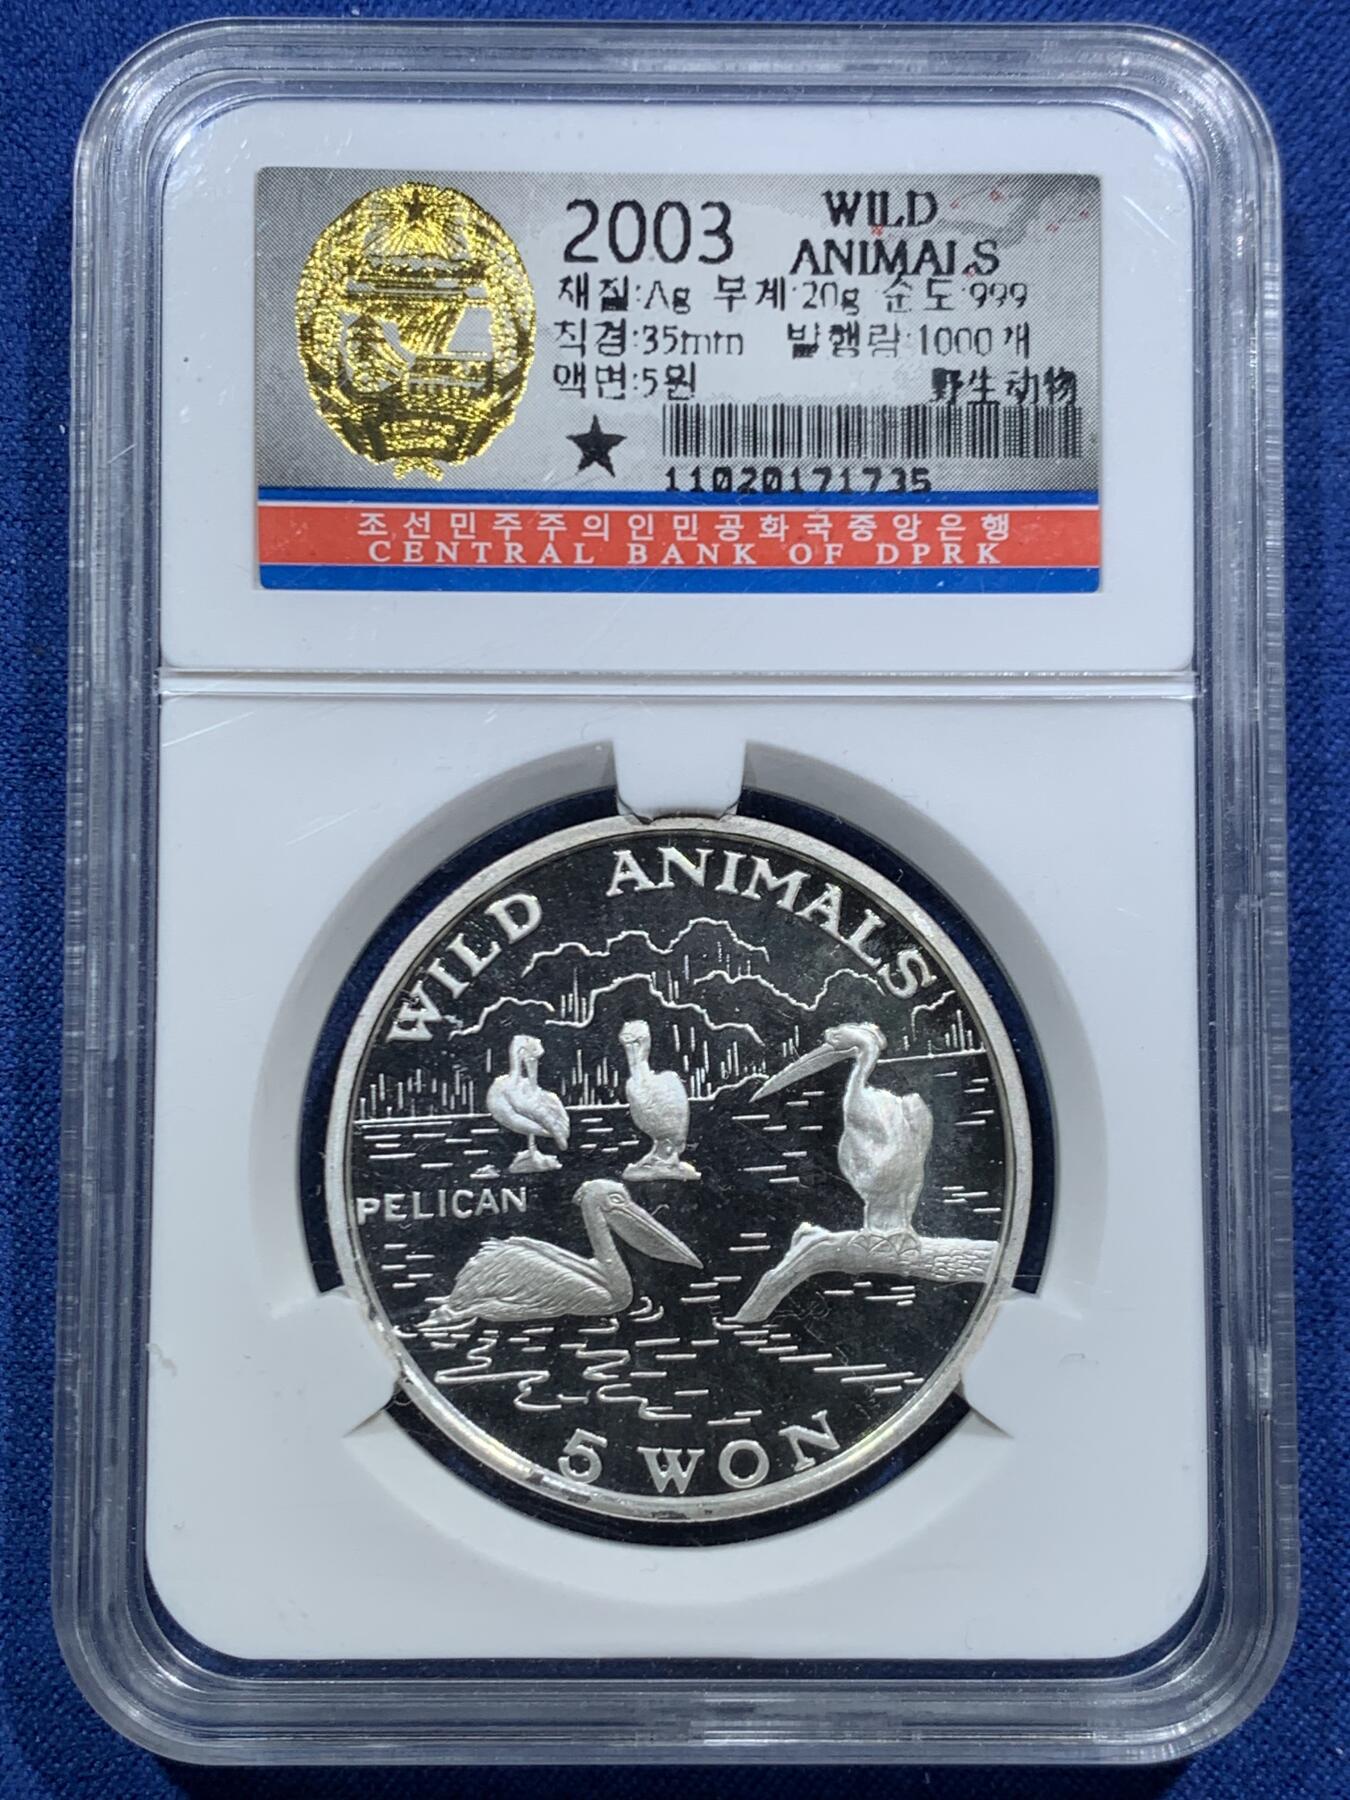 2003 WILD
ANIMALS
재질:Ag 무게:20g 순도:999
직경:35mm 발행량:1000개
액면:5원 野生动物
11020171735
조선민주주의인민공화국중앙은행
CENTRAL BANK OF DPRK
WILD ANIMALS
PELICAN
5 WON